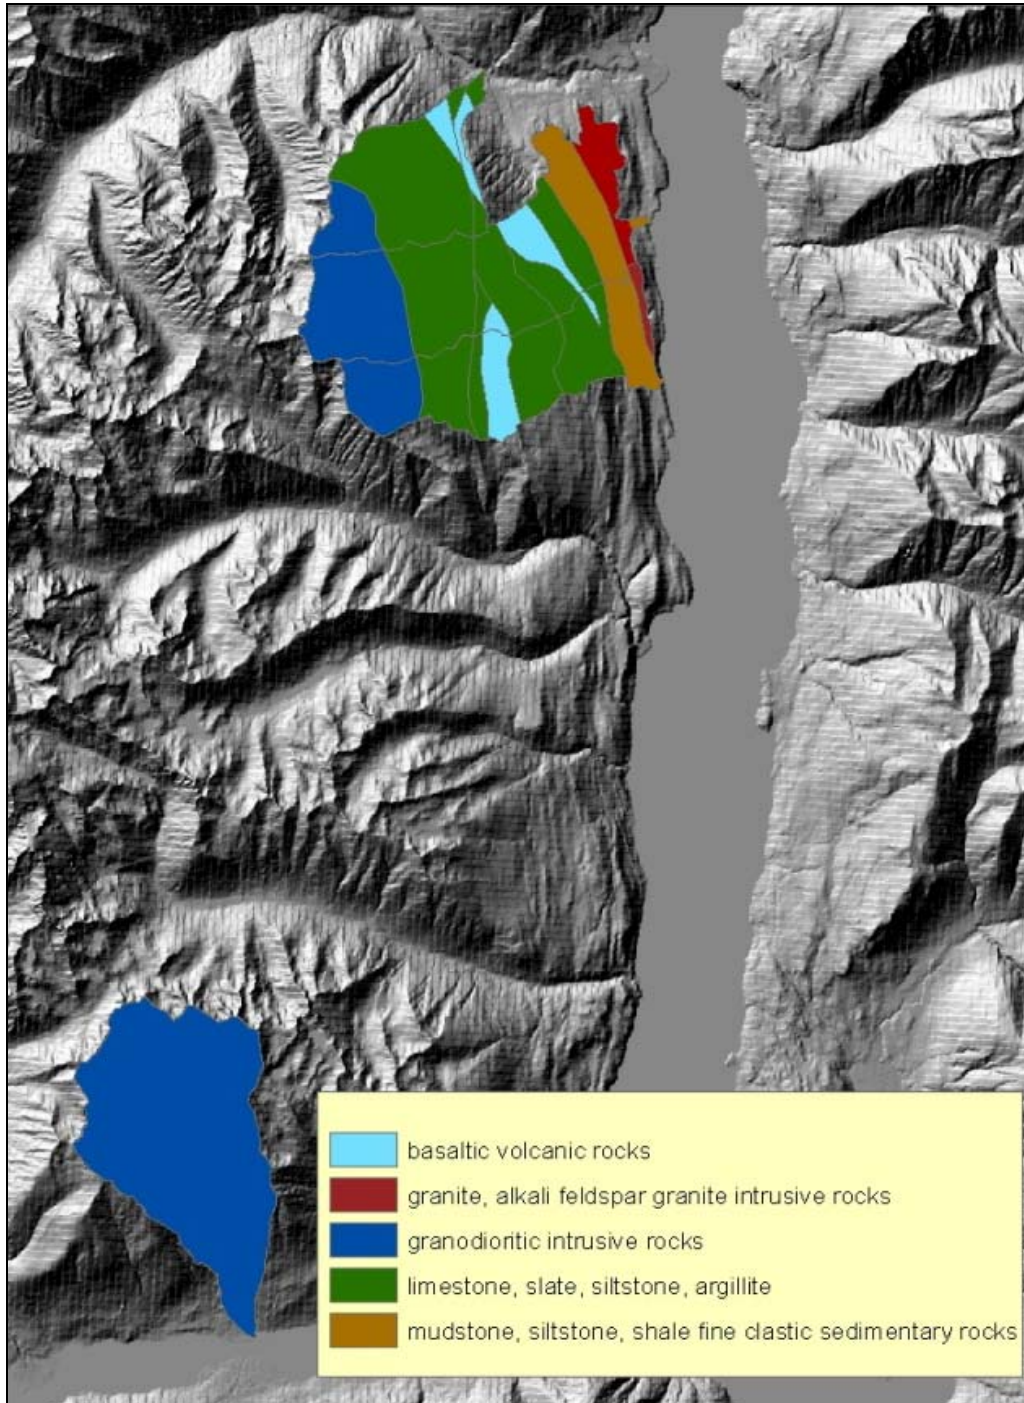 basaltic volcanic rocks
granite, alkali feldspar granite intrusive rocks
granodioritic intrusive rocks
limestone, slate, siltstone, argillite
mudstone, siltstone, shale fine clastic sedimentary rocks